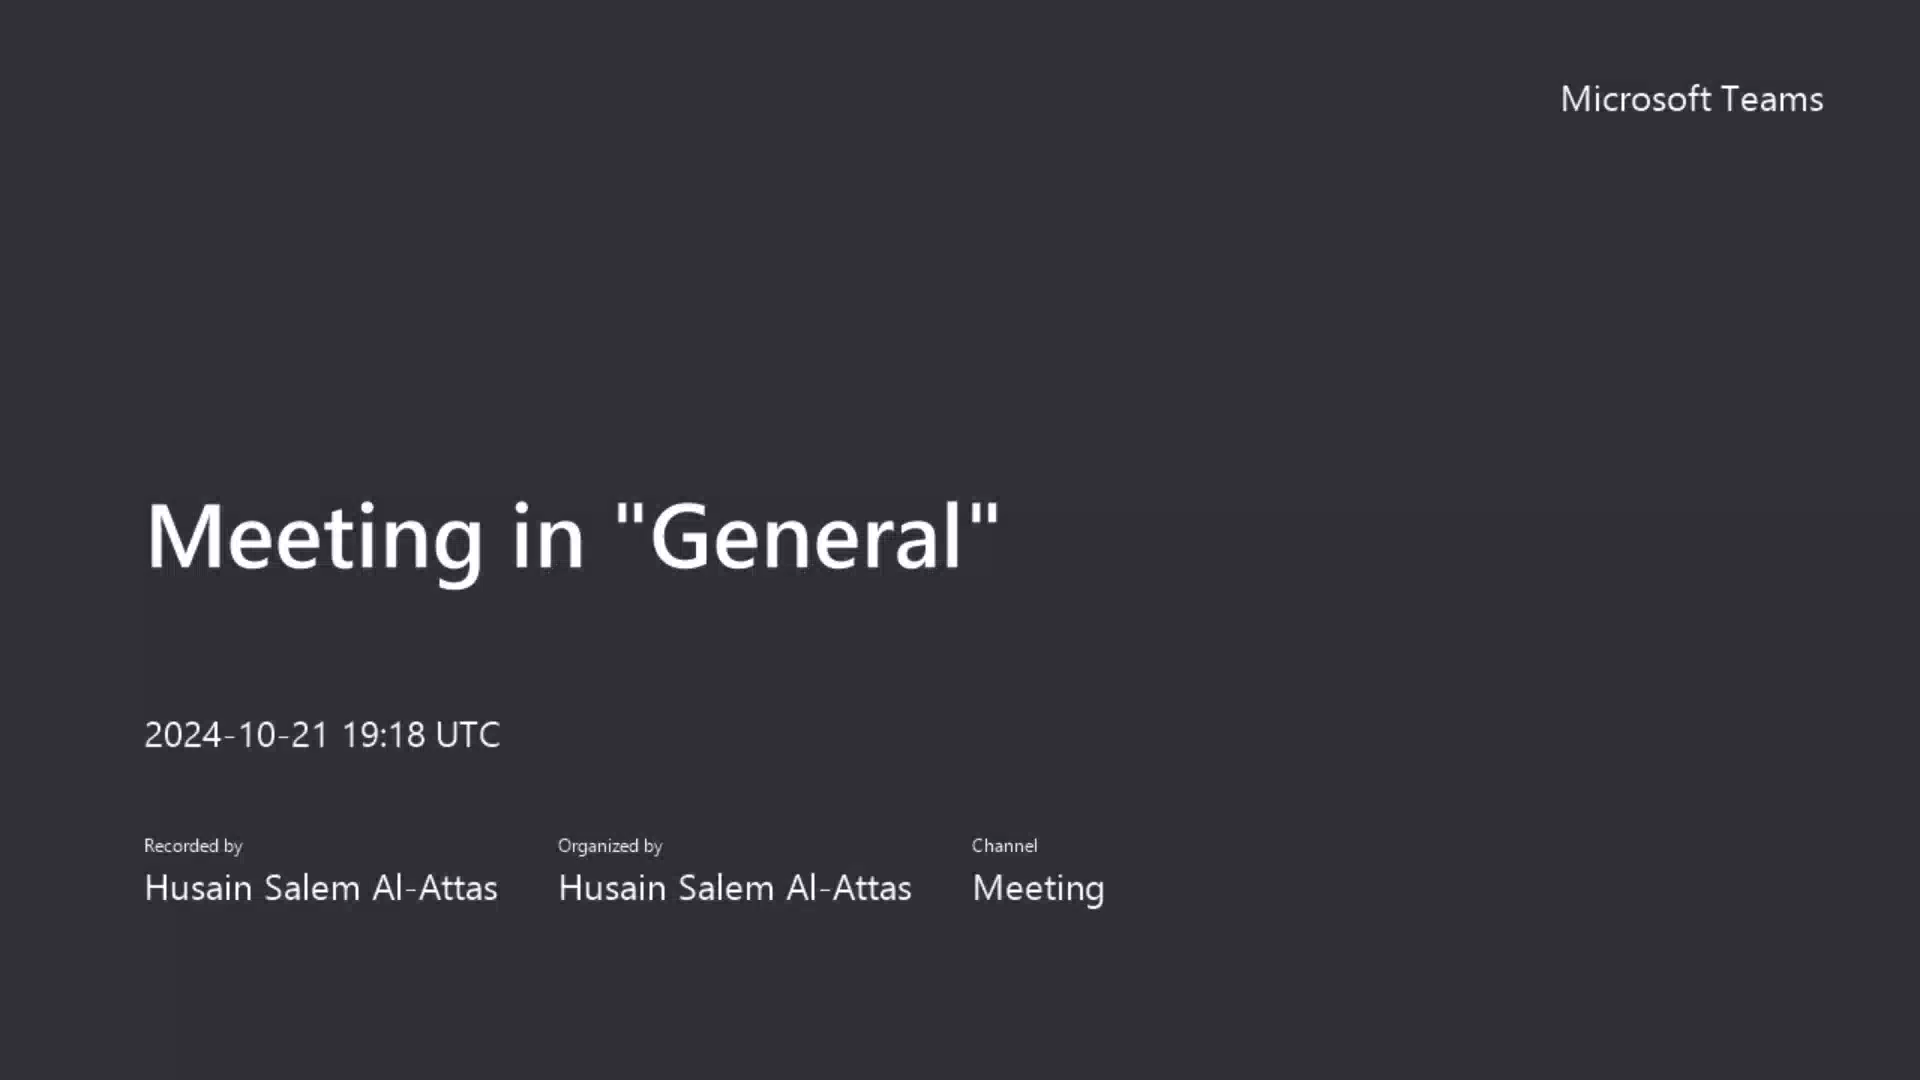 Microsoft Teams
Meeting in "General"
2024-10-21 19:18 UTC
Recorded by
Husain Salem Al-Attas
Organized by
Husain Salem Al-Attas
Channel
Meeting